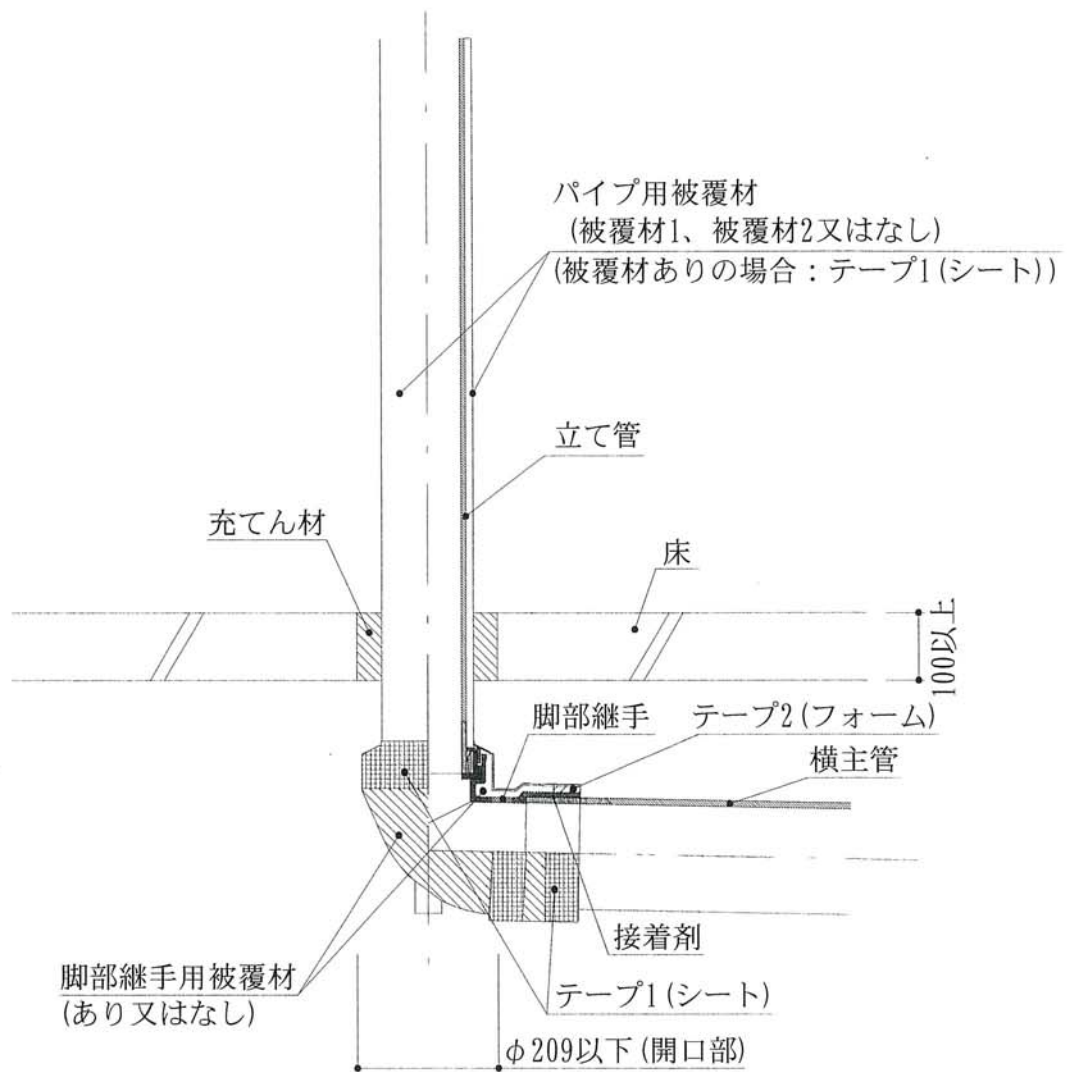 パイプ用被覆材
(被覆材1、被覆材2又はなし)
(被覆材ありの場合：テープ1(シート))
立て管
充てん材
床
100以上
脚部継手
テープ2(フォーム)
横主管
接着剤
脚部継手用被覆材
(あり又はなし)
テープ1(シート)
φ209以下(開口部)